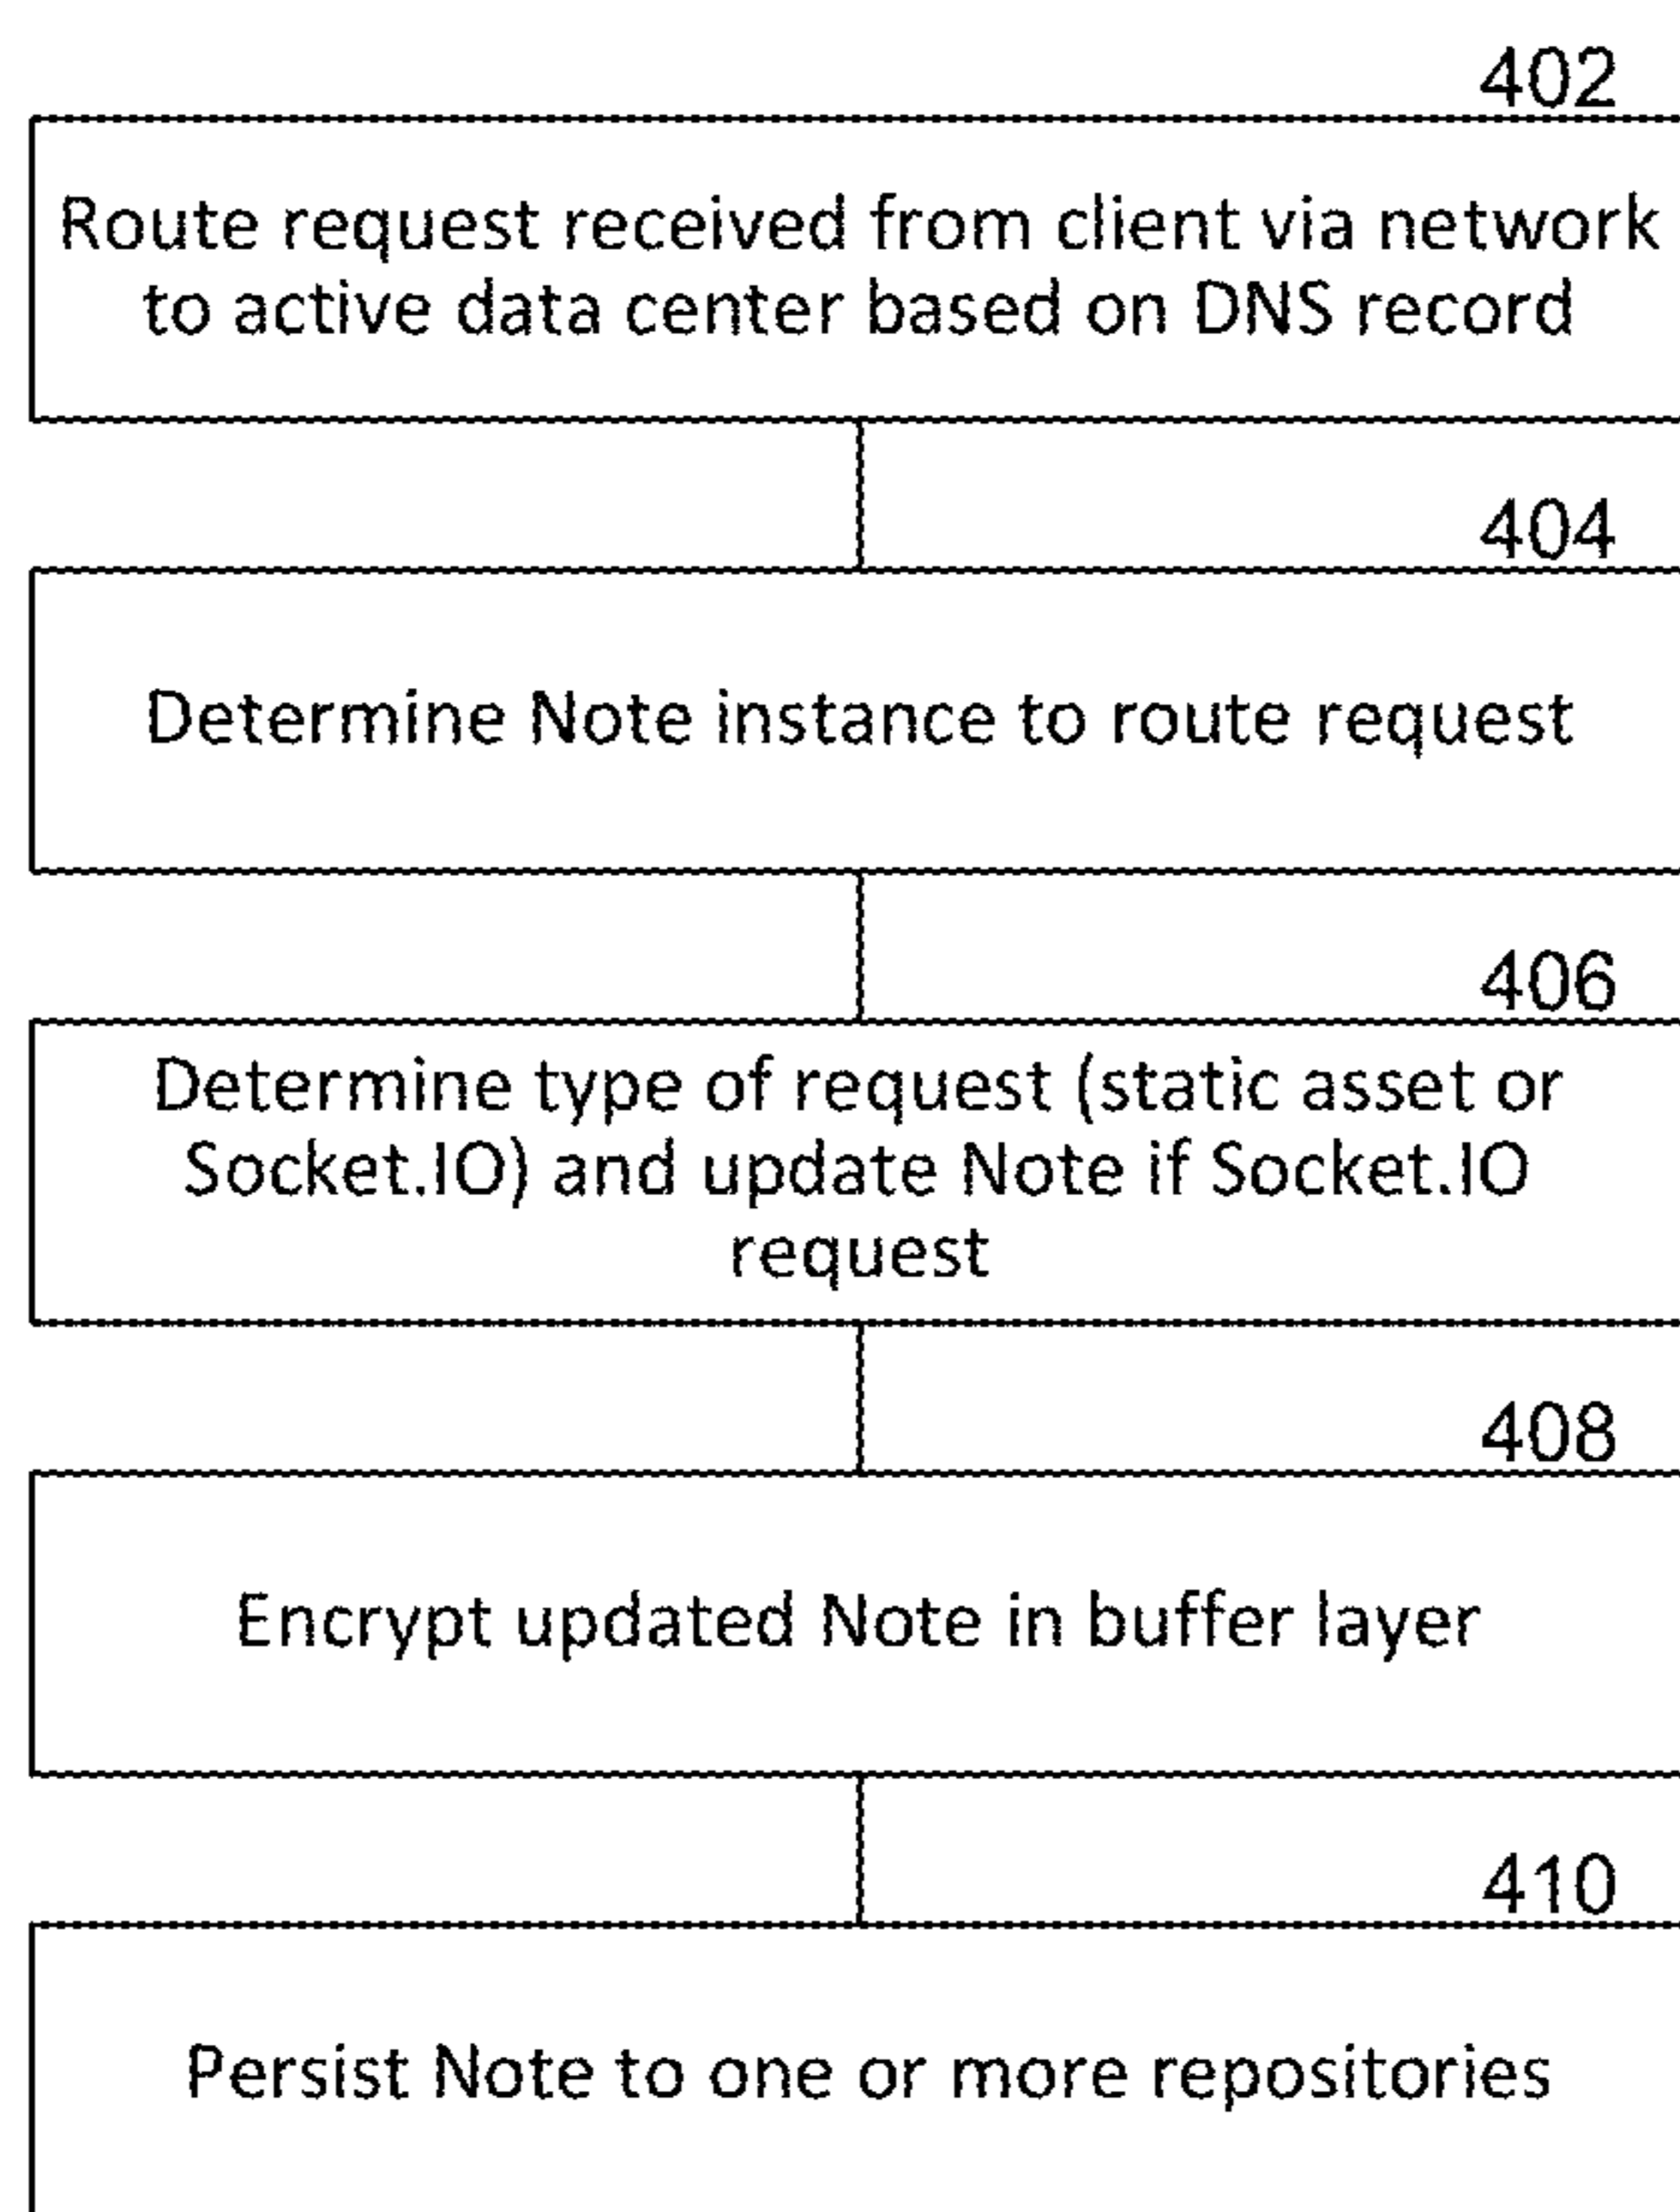 402
Route request received from client via network
to active data center based on DNS record
404
Determine Note instance to route request
406
Determine type of request (static asset or
Socket.IO) and update Note if Socket.IO
request
408
Encrypt updated Note in buffer layer
410
Persist Note to one or more repositories